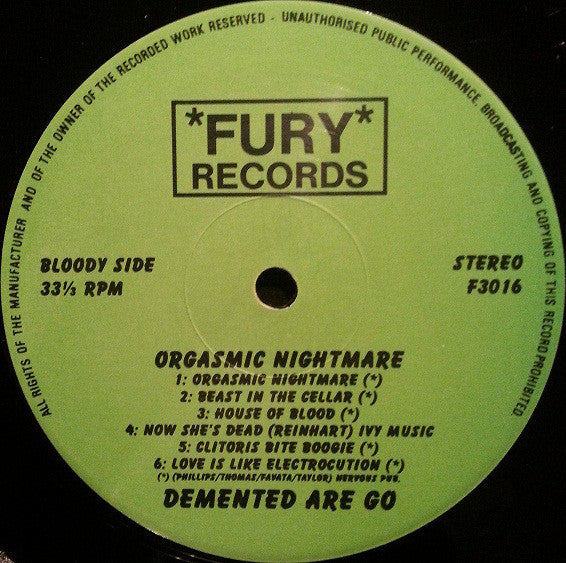 ALL RIGHTS OF THE MANUFACTURER AND OF THE OWNER OF THE RECORDED WORK RESERVED - UNAUTHORISED PUBLIC PERFORMANCE, BROADCASTING AND COPYING OF THIS RECORD PROHIBITED
*FURY*
RECORDS
BLOODY SIDE
33⅓ RPM
STEREO
F3016
ORGASMIC NIGHTMARE
1: ORGASMIC NIGHTMARE (*)
2: BEAST IN THE CELLAR (*)
3: HOUSE OF BLOOD (*)
4: NOW SHE'S DEAD (REINHART) IVY MUSIC
5: CLITORIS BITE BOOGIE (*)
6: LOVE IS LIKE ELECTROCUTION (*)
(*) (PHILLIPS/THOMAS/FAVATA/TAYLOR) NERVOUS PUB.
DEMENTED ARE GO